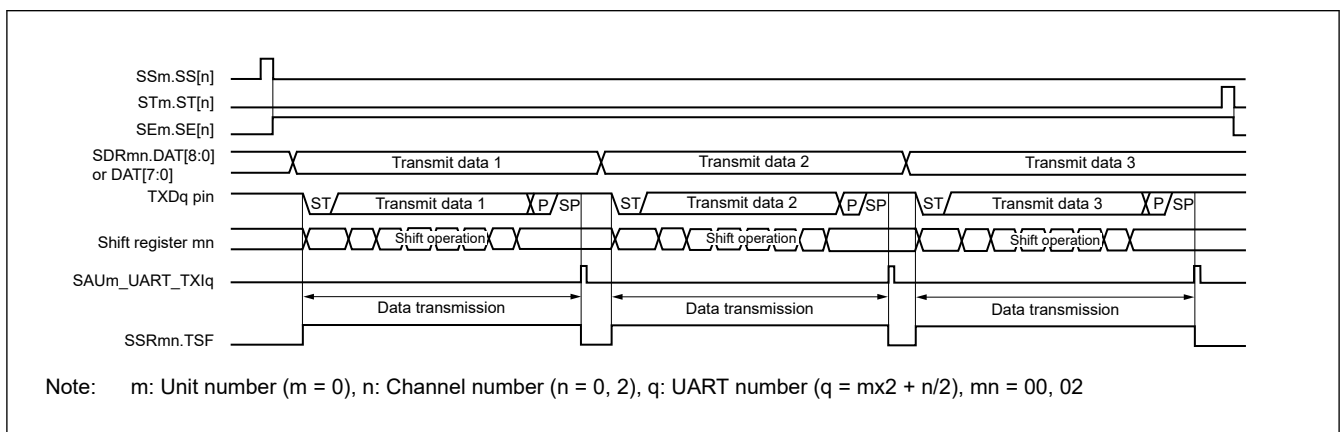 SSm.SS[n]
STm.ST[n]
SEm.SE[n]
SDRmn.DAT[8:0]
or DAT[7:0]
Transmit data 1 Transmit data 2 Transmit data 3
TXDq pin
ST Transmit data 1 P SP ST Transmit data 2 P SP ST Transmit data 3 P SP
Shift register mn
Shift operation Shift operation Shift operation
SAUm_UART_TXIq
Data transmission Data transmission Data transmission
SSRmn.TSF
Note: m: Unit number (m = 0), n: Channel number (n = 0, 2), q: UART number (q = mx2 + n/2), mn = 00, 02